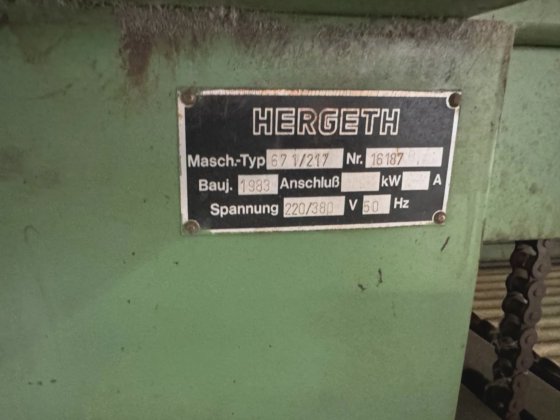 HERGETH
Masch.-Typ 67 1/217 Nr. 16187
Bauj. 1983 Anschluß kW A
Spannung 220/380 V 50 Hz